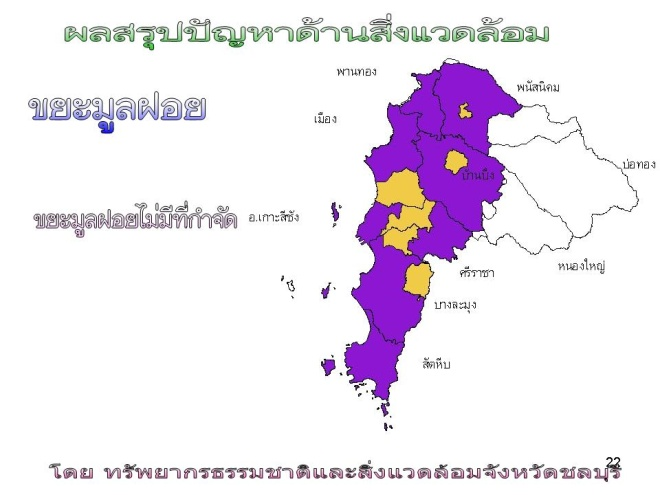 ผลสรุปปัญหาด้านสิ่งแวดล้อม
พานทอง
พนัสนิคม
ขยะมูลฝอย
เมือง
บ่อทอง
บ้านบึง
ขยะมูลฝอยไม่มีที่กำจัด
อ.เกาะสีชัง
หนองใหญ่
ศรีราชา
บางละมุง
สัตหีบ
22
โดย ทรัพยากรธรรมชาติและสิ่งแวดล้อมจังหวัดชลบุรี